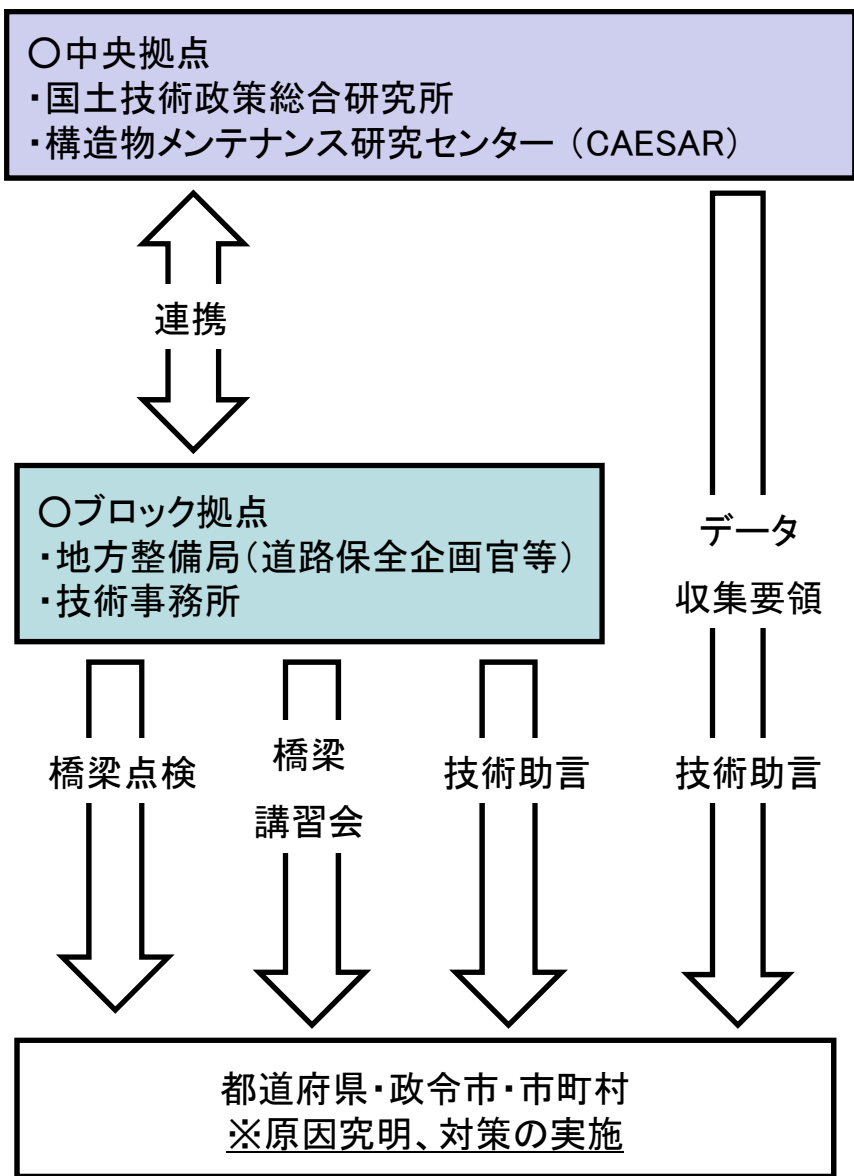 ○中央拠点
・国土技術政策総合研究所
・構造物メンテナンス研究センター（CAESAR）
連携
○ブロック拠点
・地方整備局（道路保全企画官等）
・技術事務所
データ
収集要領
橋梁点検
橋梁
講習会
技術助言
技術助言
都道府県・政令市・市町村
※原因究明、対策の実施